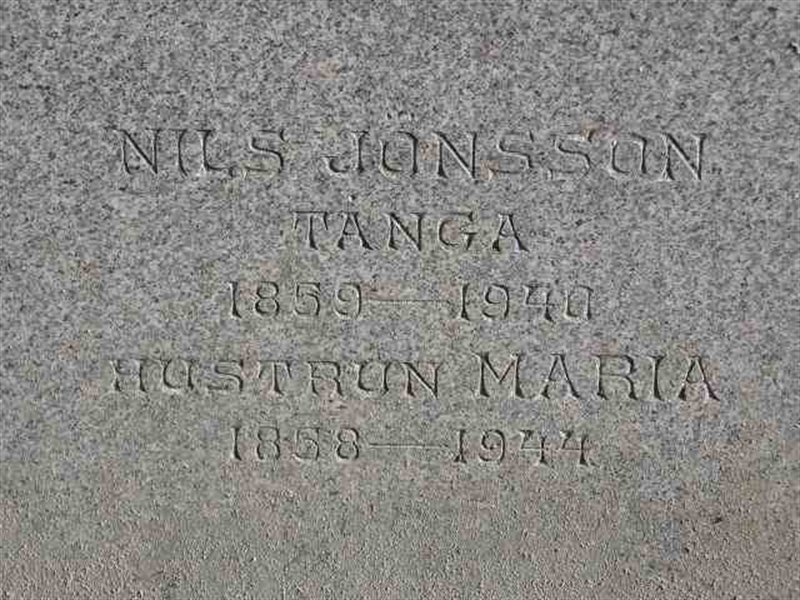 NILS JÖNSSON
TÅNGA
1859—1940
HUSTRUN MARIA
1858—1944